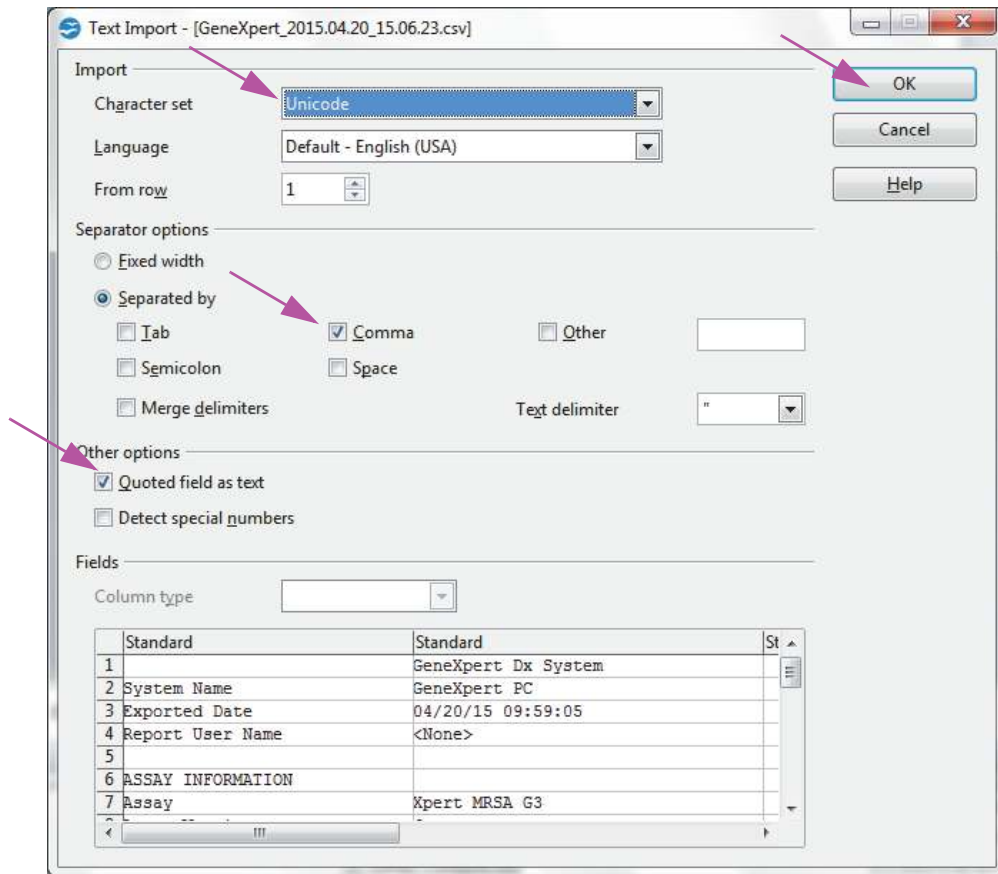 Text Import - [GeneXpert_2015.04.20_15.06.23.csv]
Import
OK
Character set Unicode
Cancel
Language Default - English (USA)
From row 1
Help
Separator options
Fixed width
Separated by
Tab Comma Other
Semicolon Space
Merge delimiters Text delimiter "
Other options
Quoted field as text
Detect special numbers
Fields
Column type
Standard Standard St
1 GeneXpert Dx System
2 System Name GeneXpert PC
3 Exported Date 04/20/15 09:59:05
4 Report User Name <None>
5
6 ASSAY INFORMATION
7 Assay Xpert MRSA G3